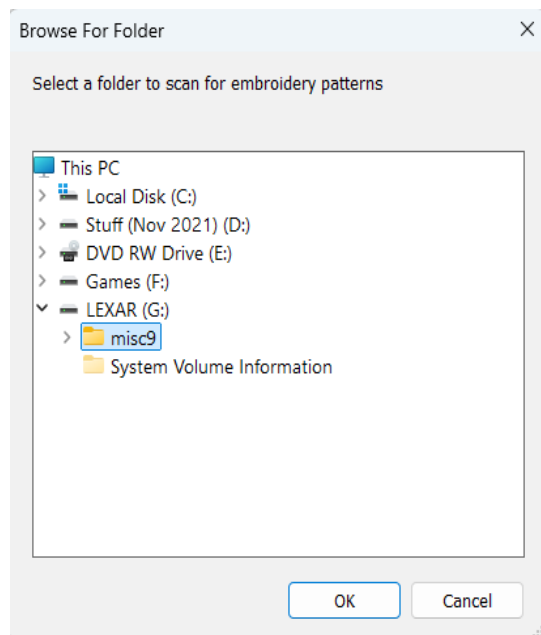 Browse For Folder
Select a folder to scan for embroidery patterns
This PC
Local Disk (C:)
Stuff (Nov 2021) (D:)
DVD RW Drive (E:)
Games (F:)
LEXAR (G:)
misc9
System Volume Information
OK Cancel